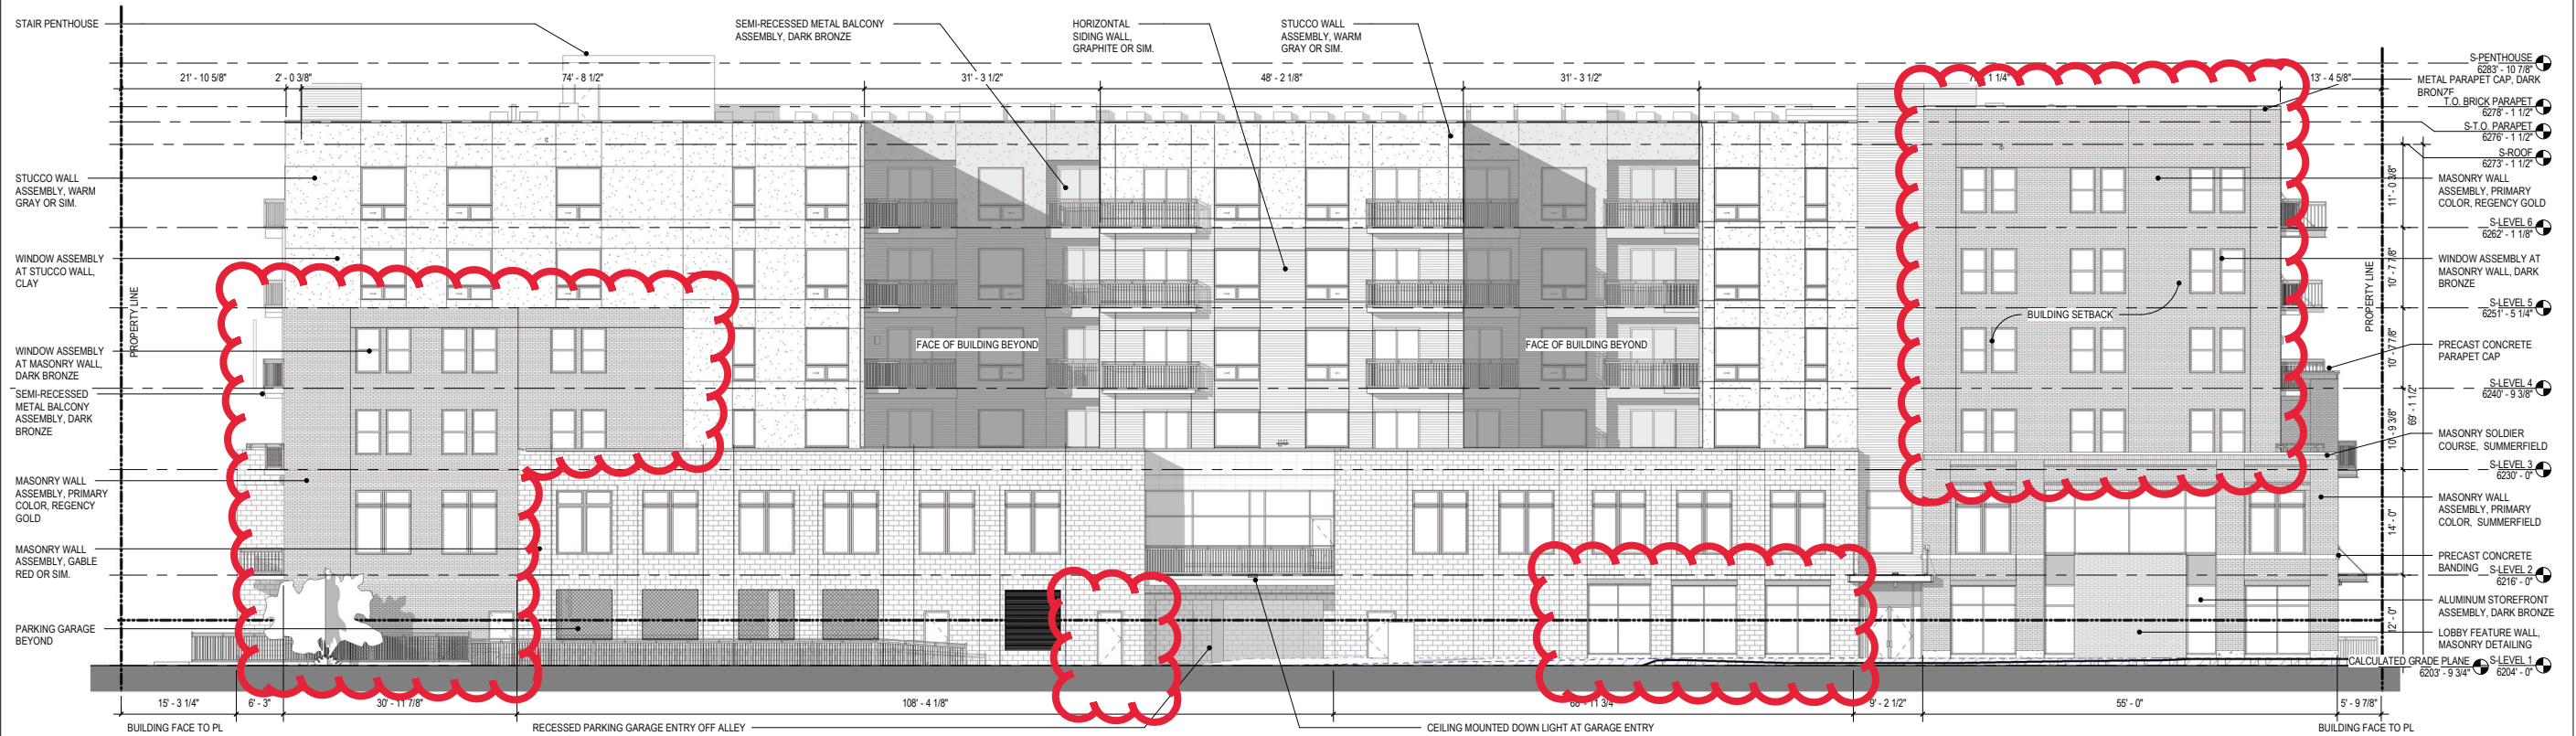 STAIR PENTHOUSE
SEMI-RECESSED METAL BALCONY
ASSEMBLY, DARK BRONZE
HORIZONTAL
SIDING WALL,
GRAPHITE OR SIM.
STUCCO WALL
ASSEMBLY, WARM
GRAY OR SIM.
21' - 10 5/8"
2' - 0 3/8"
74' - 8 1/2"
31' - 3 1/2"
48' - 2 1/8"
31' - 3 1/2"
1 1/4"
13' - 4 5/8"
S-PENTHOUSE
6283' - 10 7/8"
METAL PARAPET CAP, DARK
BRONZE
T.O. BRICK PARAPET
6278' - 1 1/2"
S-T.O. PARAPET
6276' - 1 1/2"
S-ROOF
6273' - 1 1/2"
STUCCO WALL
ASSEMBLY, WARM
GRAY OR SIM.
WINDOW ASSEMBLY
AT STUCCO WALL,
CLAY
PROPERTY LINE
WINDOW ASSEMBLY
AT MASONRY WALL,
DARK BRONZE
SEMI-RECESSED
METAL BALCONY
ASSEMBLY, DARK
BRONZE
MASONRY WALL
ASSEMBLY, PRIMARY
COLOR, REGENCY
GOLD
MASONRY WALL
ASSEMBLY, GABLE
RED OR SIM.
PARKING GARAGE
BEYOND
FACE OF BUILDING BEYOND
FACE OF BUILDING BEYOND
BUILDING SETBACK
PROPERTY LINE
11' - 0 3/8"
10' - 7 7/8"
10' - 7 7/8"
10' - 9 3/8"
69' - 1 1/2"
14' - 0"
12' - 0"
MASONRY WALL
ASSEMBLY, PRIMARY
COLOR, REGENCY GOLD
S-LEVEL 6
6262' - 1 1/8"
WINDOW ASSEMBLY AT
MASONRY WALL, DARK
BRONZE
S-LEVEL 5
6251' - 5 1/4"
PRECAST CONCRETE
PARAPET CAP
S-LEVEL 4
6240' - 9 3/8"
MASONRY SOLDIER
COURSE, SUMMERFIELD
S-LEVEL 3
6230' - 0"
MASONRY WALL
ASSEMBLY, PRIMARY
COLOR, SUMMERFIELD
PRECAST CONCRETE
BANDING
S-LEVEL 2
6216' - 0"
ALUMINUM STOREFRONT
ASSEMBLY, DARK BRONZE
LOBBY FEATURE WALL,
MASONRY DETAILING
CALCULATED GRADE PLANE
6203' - 9 3/4"
S-LEVEL 1
6204' - 0"
15' - 3 1/4"
6' - 3"
30' - 11 7/8"
108' - 4 1/8"
11 3/4"
9' - 2 1/2"
55' - 0"
5' - 9 7/8"
BUILDING FACE TO PL
RECESSED PARKING GARAGE ENTRY OFF ALLEY
CEILING MOUNTED DOWN LIGHT AT GARAGE ENTRY
BUILDING FACE TO PL